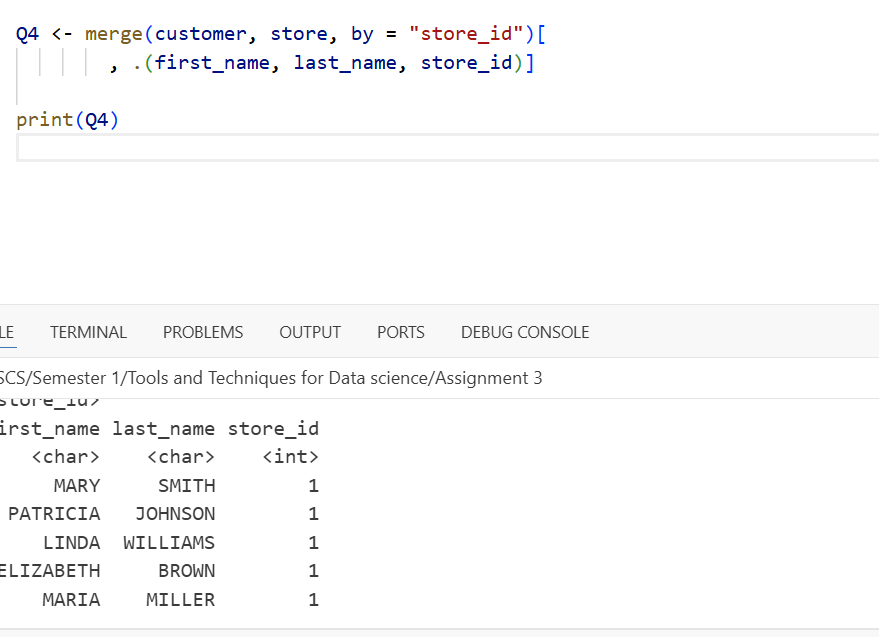 Q4 <- merge(customer, store, by = "store_id")[
, .(first_name, last_name, store_id)]
print(Q4)
LE TERMINAL PROBLEMS OUTPUT PORTS DEBUG CONSOLE
SCS/Semester 1/Tools and Techniques for Data science/Assignment 3
store_id>
irst_name last_name store_id
<char> <char> <int>
MARY SMITH 1
PATRICIA JOHNSON 1
LINDA WILLIAMS 1
ELIZABETH BROWN 1
MARIA MILLER 1